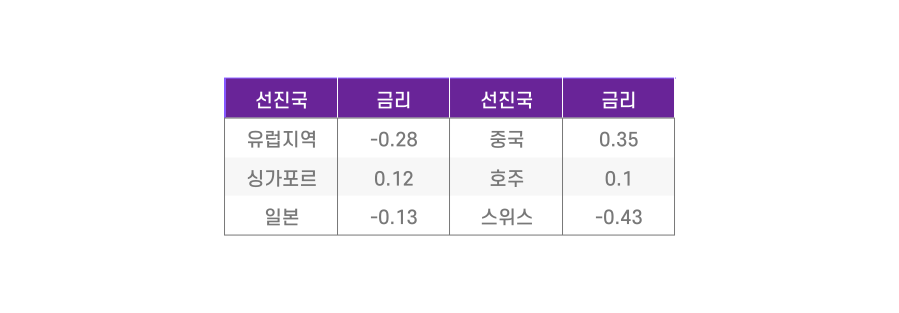 선진국 금리 선진국 금리
유럽지역 -0.28 중국 0.35
싱가포르 0.12 호주 0.1
일본 -0.13 스위스 -0.43